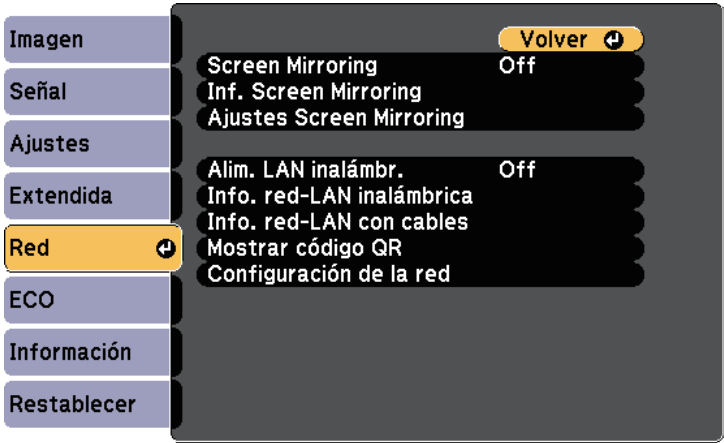 Imagen
Señal
Ajustes
Extendida
Red
ECO
Información
Restablecer
Volver
Screen Mirroring Off
Inf. Screen Mirroring
Ajustes Screen Mirroring
Alim. LAN inalámbr. Off
Info. red-LAN inalámbrica
Info. red-LAN con cables
Mostrar código QR
Configuración de la red